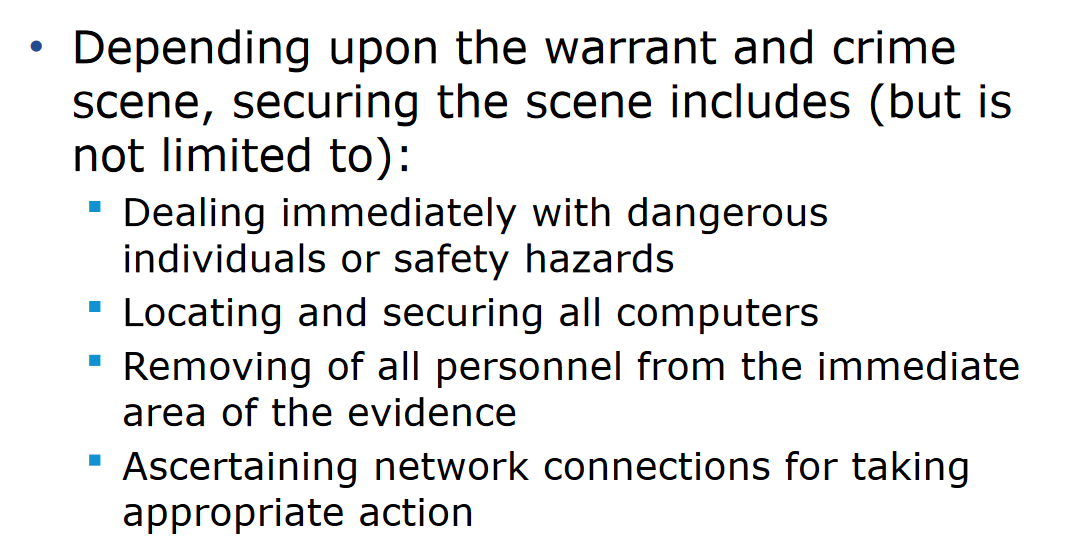 • Depending upon the warrant and crime
scene, securing the scene includes (but is
not limited to):
▪ Dealing immediately with dangerous
individuals or safety hazards
▪ Locating and securing all computers
▪ Removing of all personnel from the immediate
area of the evidence
▪ Ascertaining network connections for taking
appropriate action